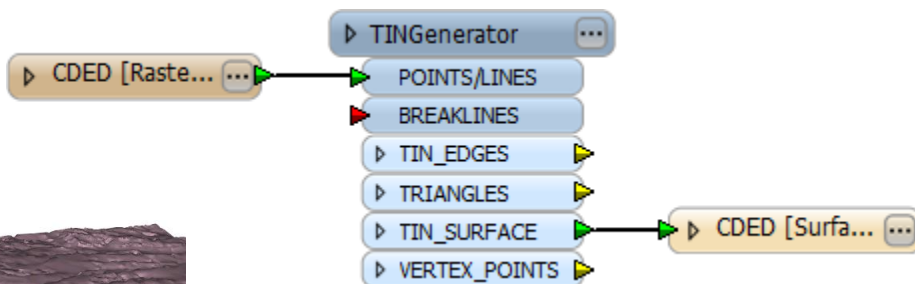 TINGenerator
CDED [Raste...
POINTS/LINES
BREAKLINES
TIN_EDGES
TRIANGLES
TIN_SURFACE
CDED [Surfa...
VERTEX_POINTS